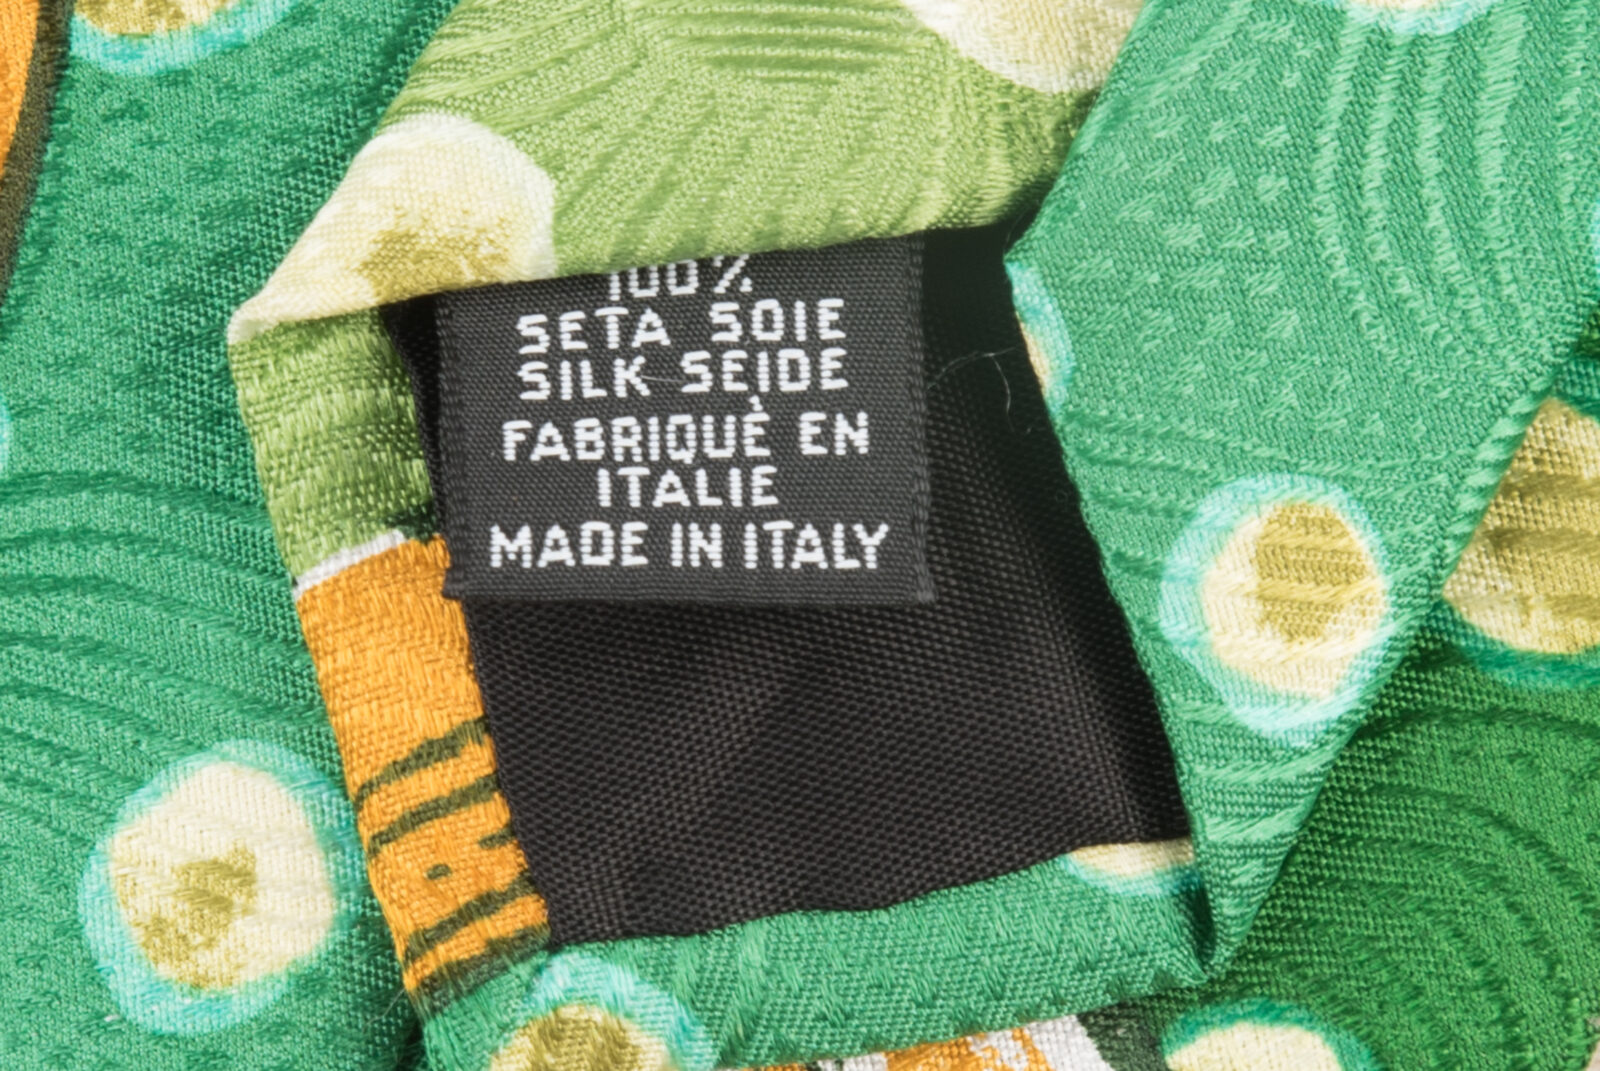 100%
SETA SOIE
SILK SEIDE
FABRIQUÈ EN
ITALIE
MADE IN ITALY